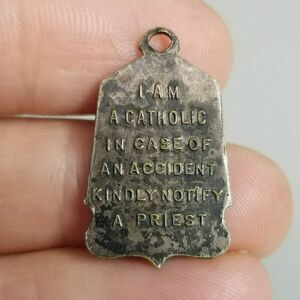 I AM
A CATHOLIC
IN CASE OF
AN ACCIDENT
KINDLY NOTIFY
A PRIEST